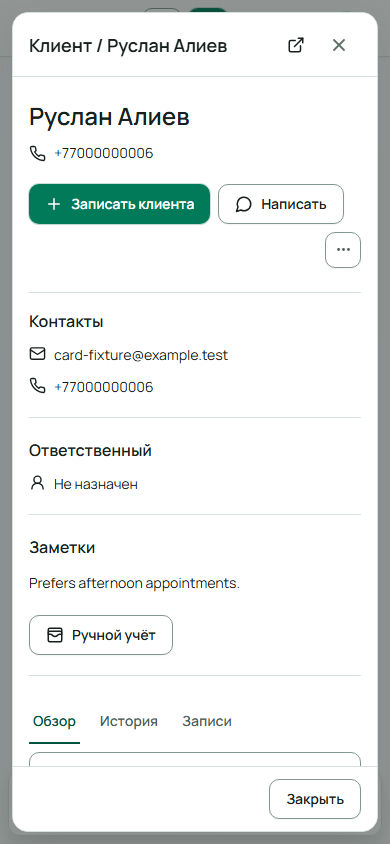 Клиент / Руслан Алиев
Руслан Алиев
+77000000006
Записать клиента
Написать
Контакты
card-fixture@example.test
+77000000006
Ответственный
Не назначен
Заметки
Prefers afternoon appointments.
Ручной учёт
Обзор История Записи
Закрыть